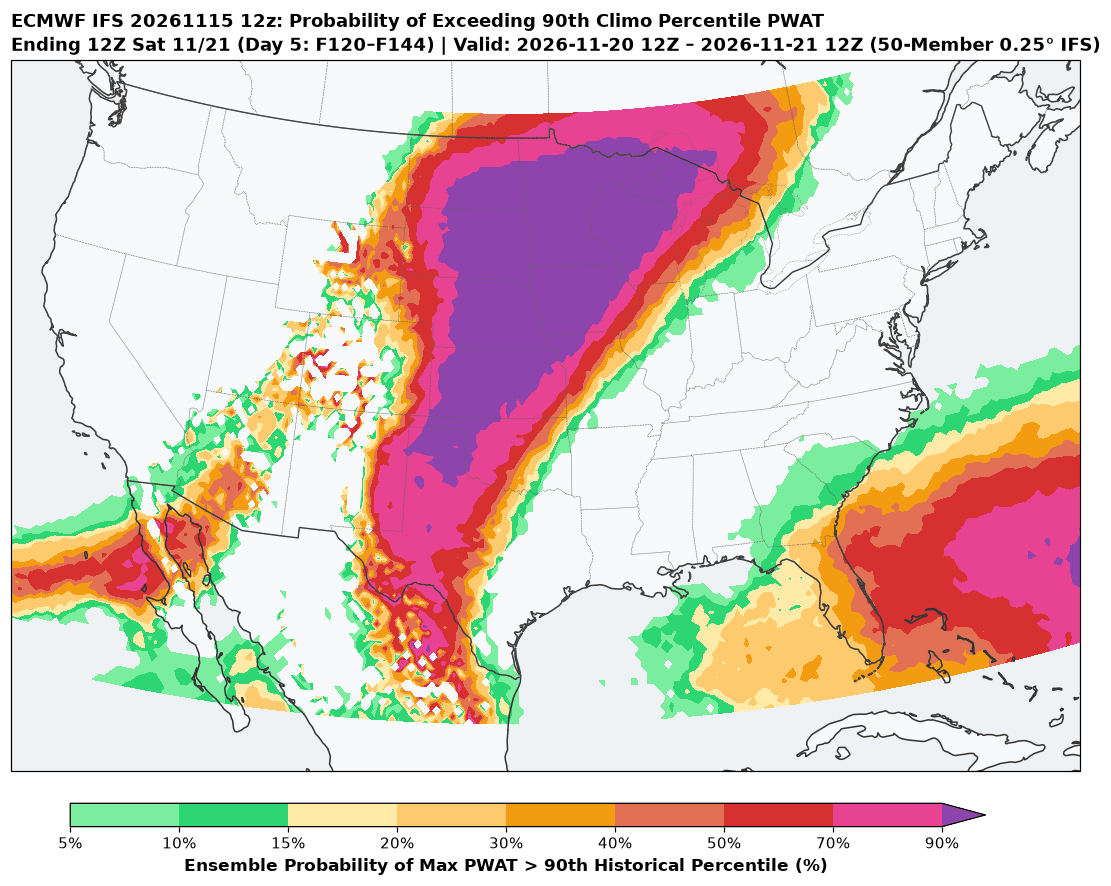 ECMWF IFS 20261115 12z: Probability of Exceeding 90th Climo Percentile PWAT
Ending 12Z Sat 11/21 (Day 5: F120–F144) | Valid: 2026-11-20 12Z – 2026-11-21 12Z (50-Member 0.25° IFS)
5% 10% 15% 20% 30% 40% 50% 70% 90%
Ensemble Probability of Max PWAT > 90th Historical Percentile (%)